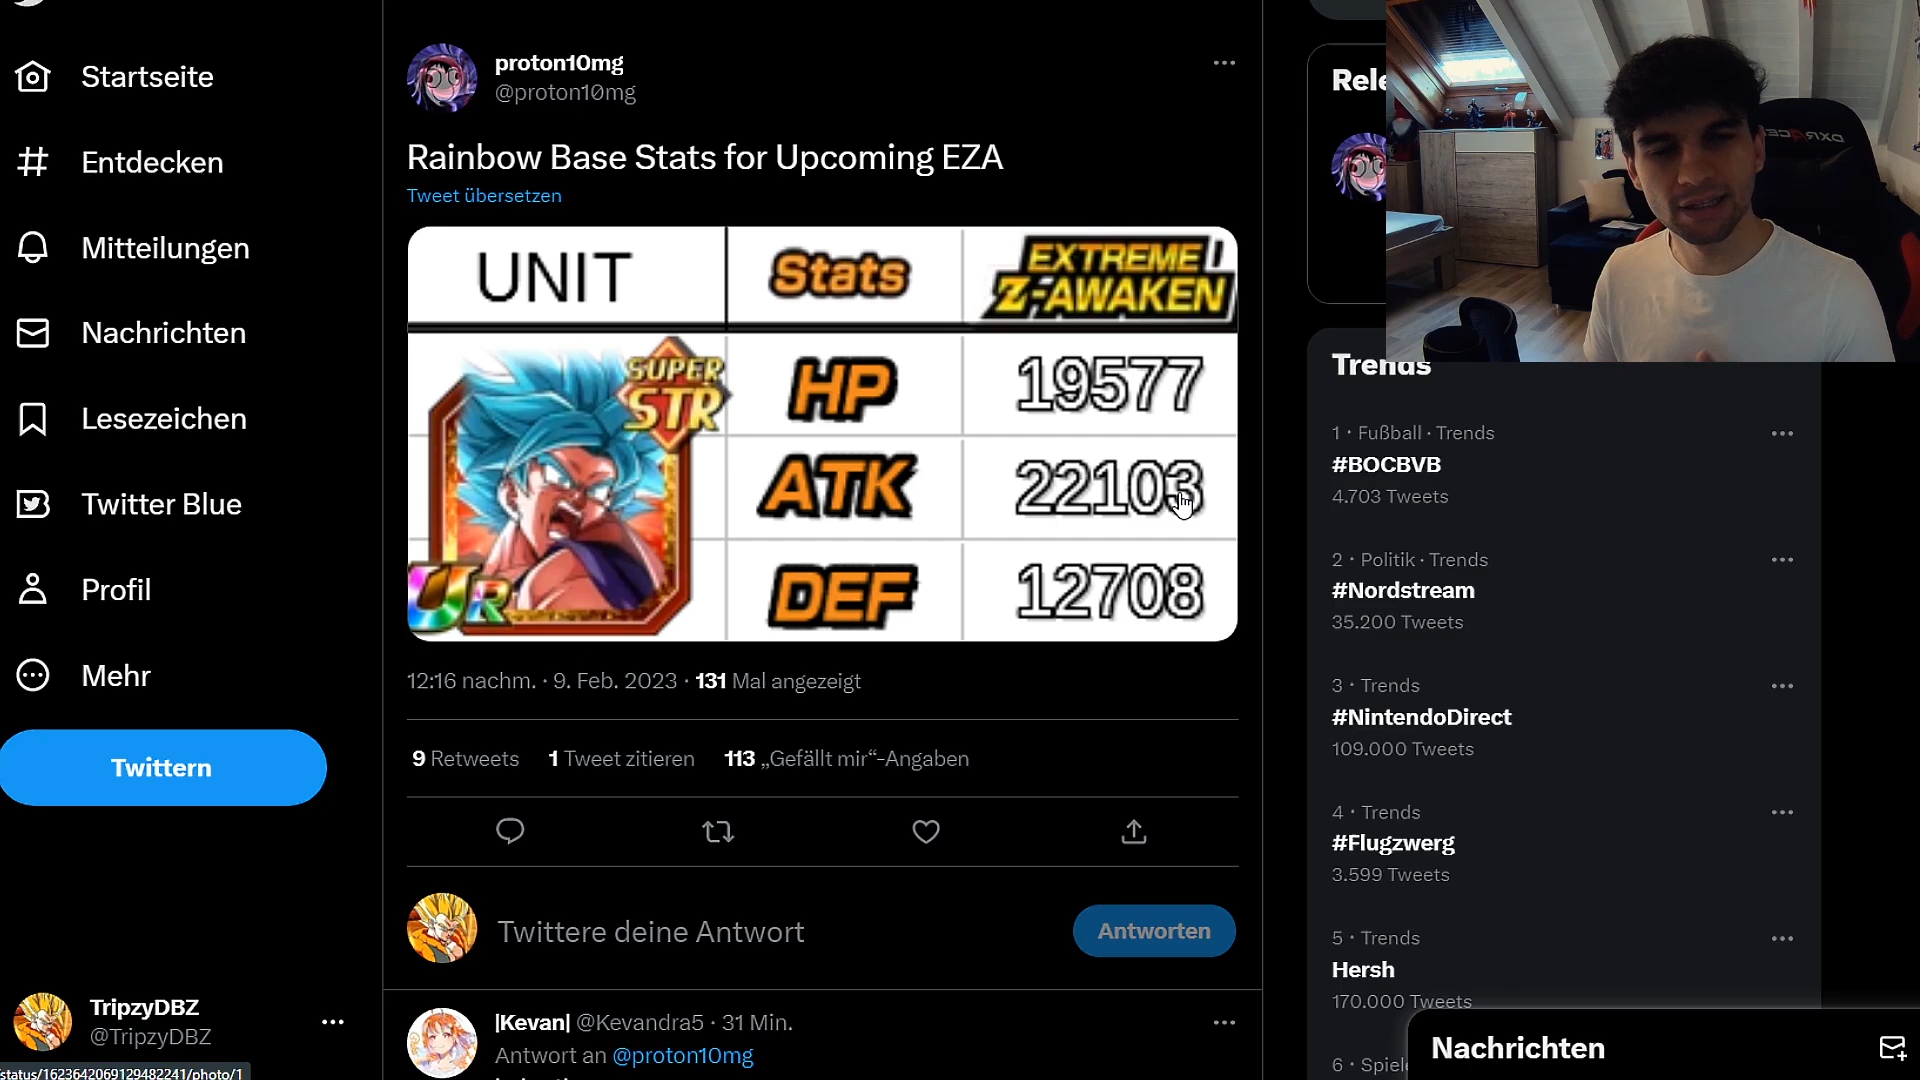 Startseite
Entdecken
Mitteilungen
Nachrichten
Lesezeichen
Twitter Blue
Profil
Mehr
Twittern
TripzyDBZ
@TripzyDBZ
status/1623642069129482241/photo/1
proton10mg
@proton10mg
Rainbow Base Stats for Upcoming EZA
Tweet übersetzen
UNIT Stats EXTREME
Z-AWAKEN
SUPER
STR
UR
HP 19577
ATK 22103
DEF 12708
12:16 nachm. · 9. Feb. 2023 · 131 Mal angezeigt
9 Retweets 1 Tweet zitieren 113 „Gefällt mir“-Angaben
Twittere deine Antwort
Antworten
|Kevan| @Kevandra5 · 31 Min.
Antwort an @proton10mg
Rele
DXRACER
Trends
1 · Fußball · Trends
#BOCBVB
4.703 Tweets
2 · Politik · Trends
#Nordstream
35.200 Tweets
3 · Trends
#NintendoDirect
109.000 Tweets
4 · Trends
#Flugzwerg
3.599 Tweets
5 · Trends
Hersh
170.000 Tweets
6 · Spiele
Nachrichten